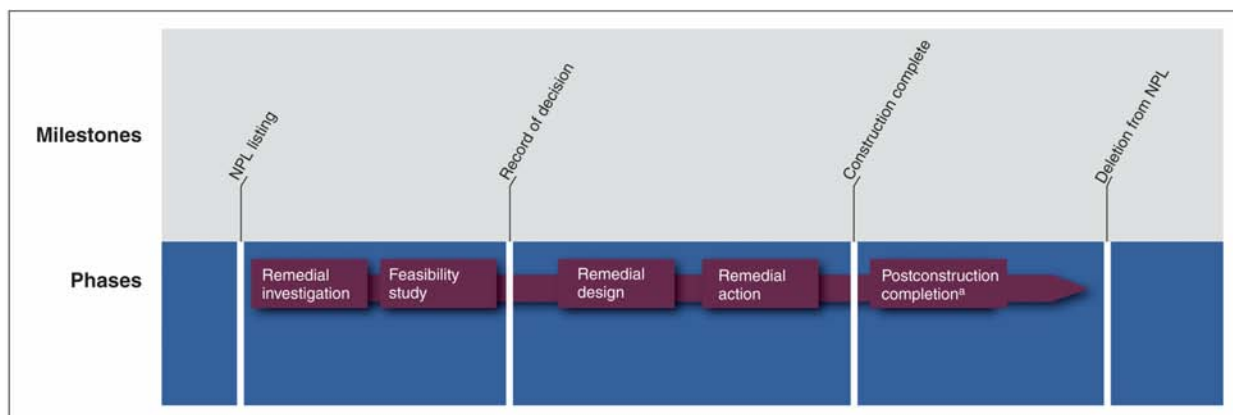 Milestones
NPL listing
Record of decision
Construction complete
Deletion from NPL
Phases
Remedial
investigation
Feasibility
study
Remedial
design
Remedial
action
Postconstruction
completionᵃ